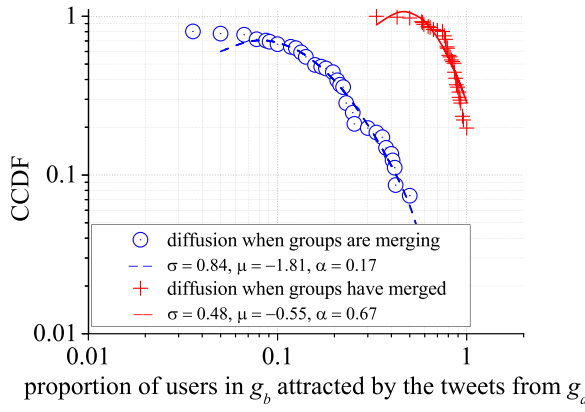 1
CCDF
0.1
diffusion when groups are merging
σ = 0.84, μ = −1.81, α = 0.17
diffusion when groups have merged
σ = 0.48, μ = −0.55, α = 0.67
0.01
0.01 0.1 1
proportion of users in g_b attracted by the tweets from g